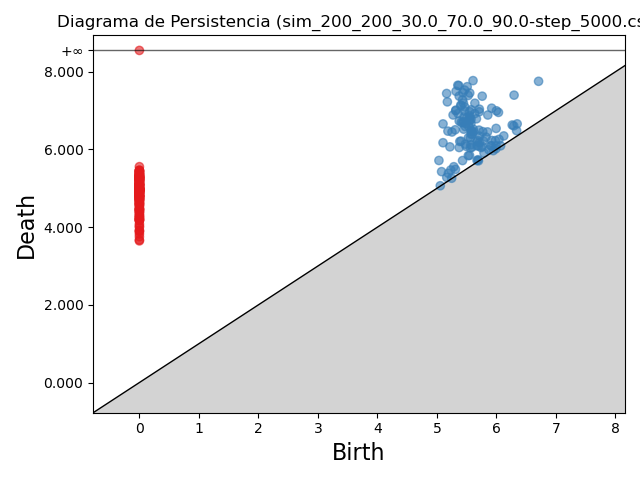 Diagrama de Persistencia (sim_200_200_30.0_70.0_90.0-step_5000.cs
+∞
8.000
6.000
4.000
2.000
0.000
Death
0 1 2 3 4 5 6 7 8
Birth